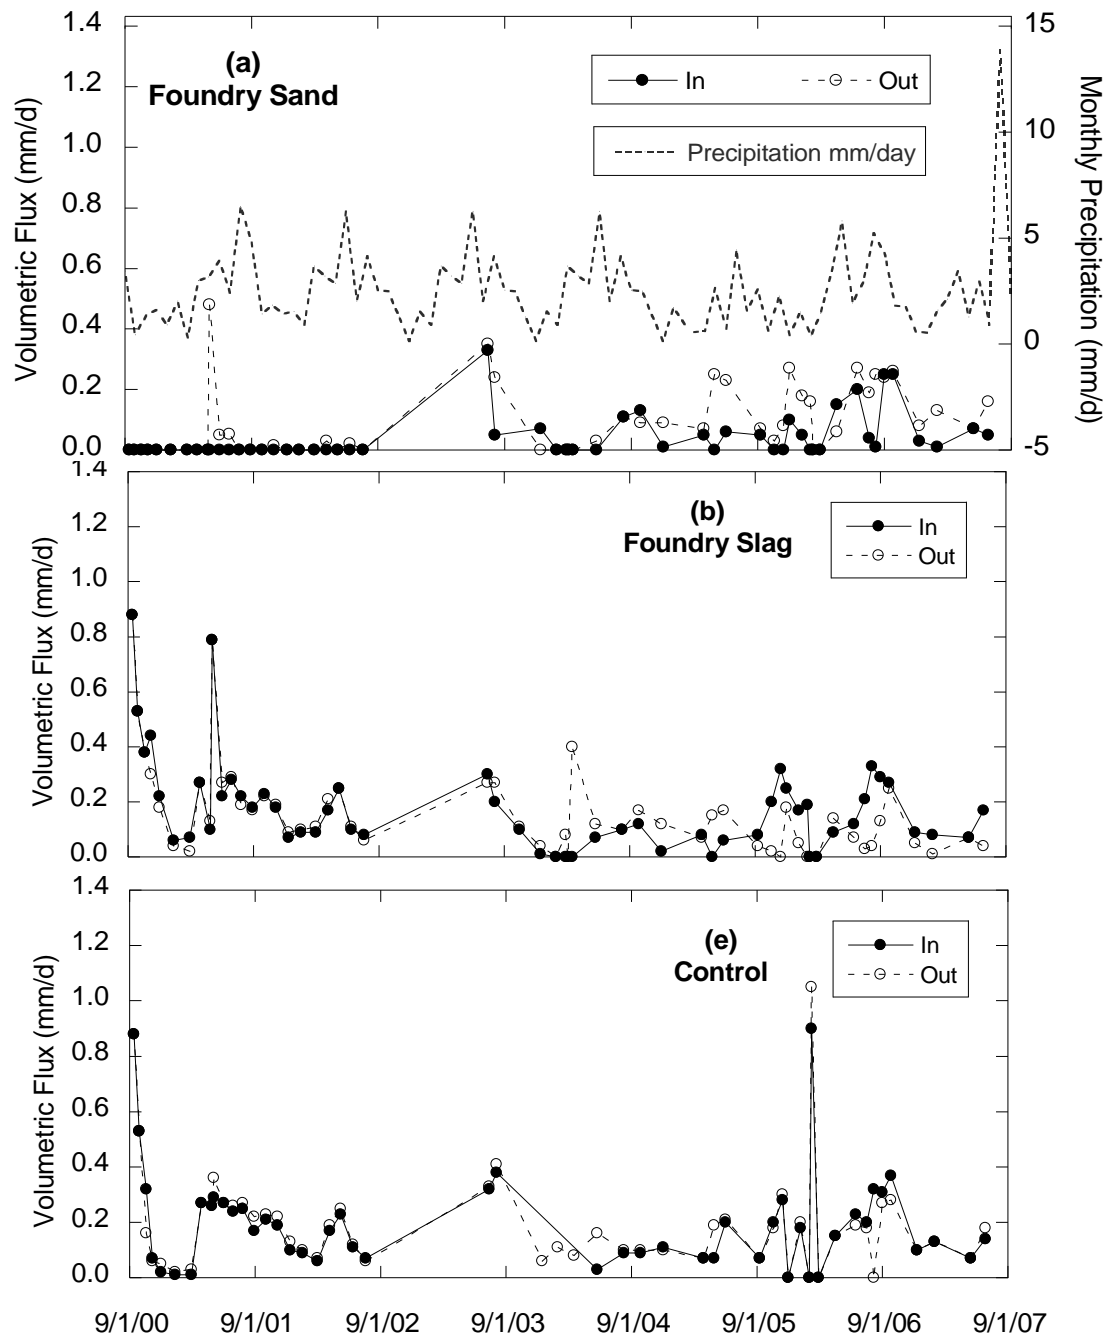 (a)
Foundry Sand
In
Out
Precipitation mm/day
1.4
1.2
1.0
0.8
0.6
0.4
0.2
0.0
Volumetric Flux (mm/d)
15
10
5
0
-5
Monthly Precipitation (mm/d)
(b)
Foundry Slag
In
Out
1.4
1.2
1.0
0.8
0.6
0.4
0.2
0.0
Volumetric Flux (mm/d)
(e)
Control
In
Out
1.4
1.2
1.0
0.8
0.6
0.4
0.2
0.0
Volumetric Flux (mm/d)
9/1/00 9/1/01 9/1/02 9/1/03 9/1/04 9/1/05 9/1/06 9/1/07